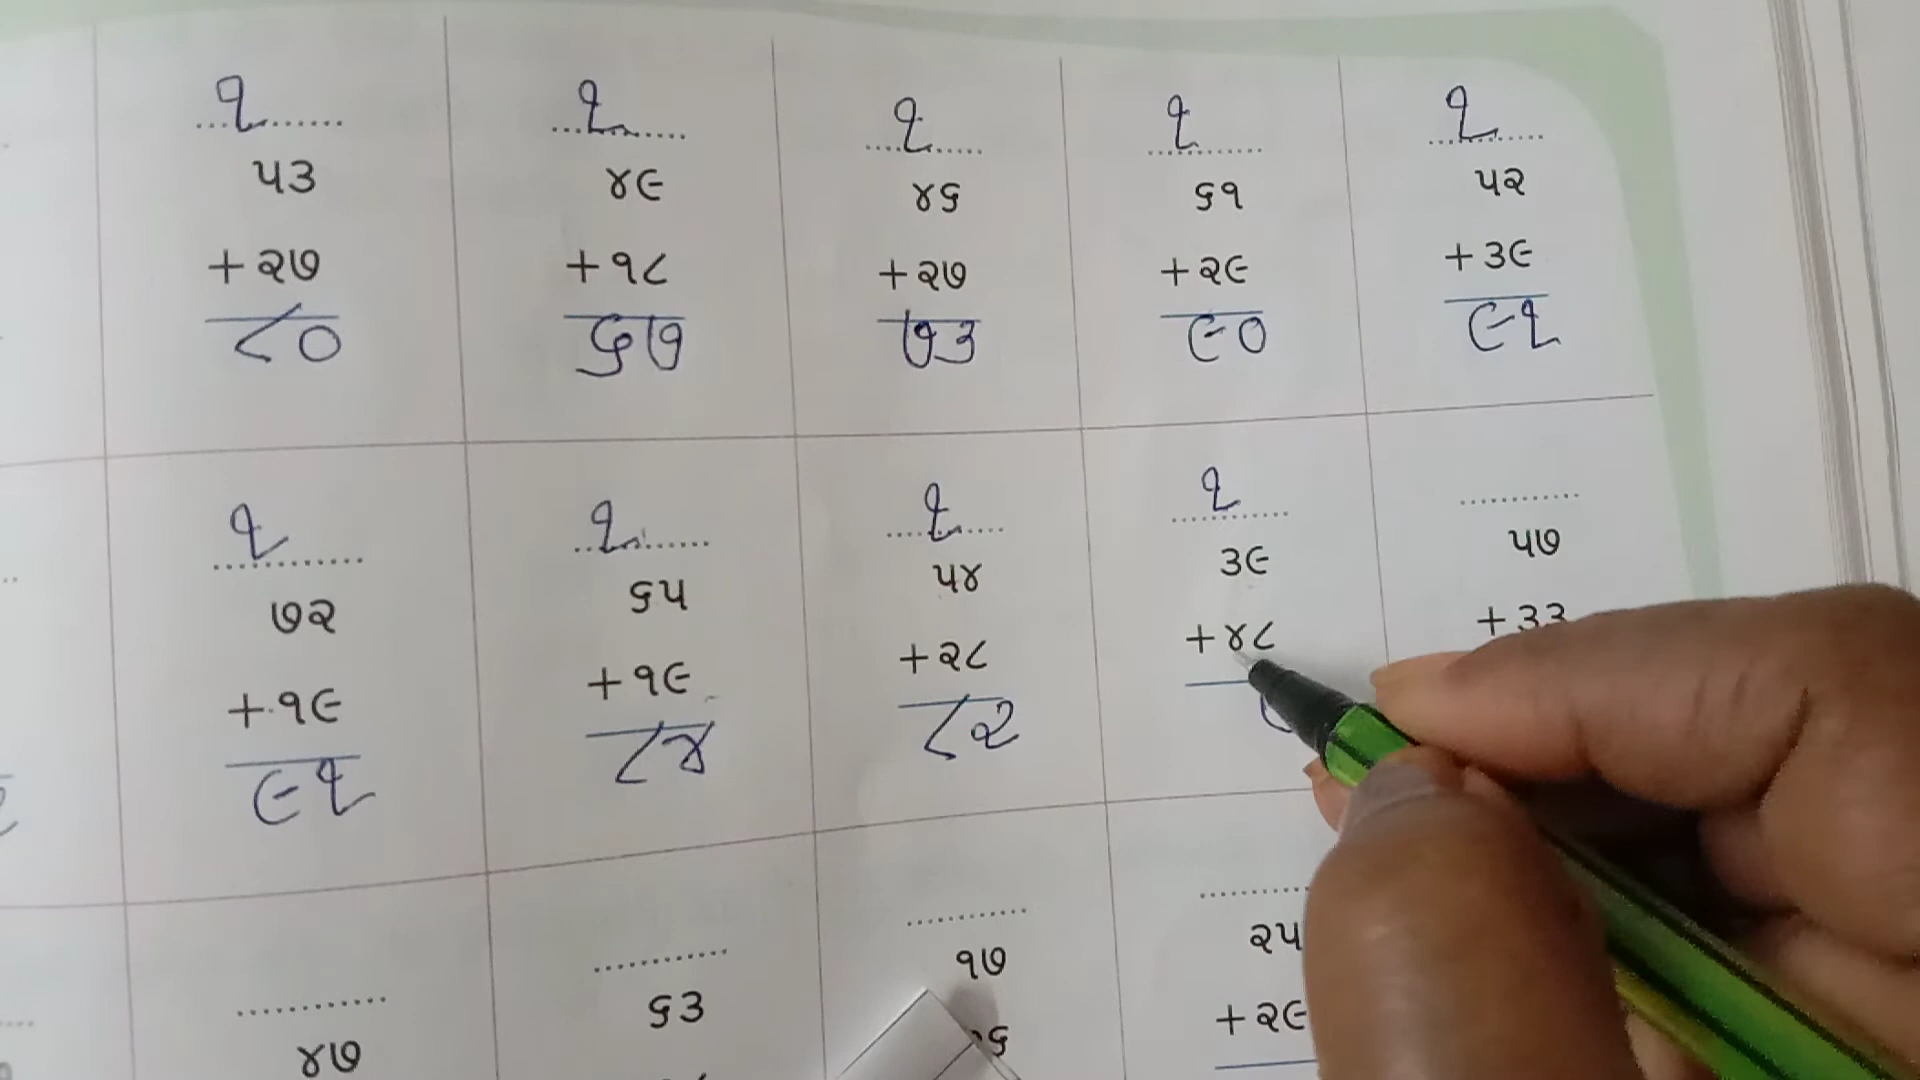 ૧ ૧ ૧ ૧ ૧
૫૩ ૪૯ ૪૬ ૬૧ ૫૨
+૨૭ +૧૮ +૨૭ +૨૯ +૩૯
૮૦ ૬૭ ૭૩ ૯૦ ૯૧
૧ ૧ ૧ ૧
૭૨ ૬૫ ૫૪ ૩૯ ૫૭
+૧૯ +૧૯ +૨૮ +૪૮ +૩૩
૯૧ ૮૪ ૮૨
૪૭ ૬૩ ૧૭ ૨૫
+૨૯